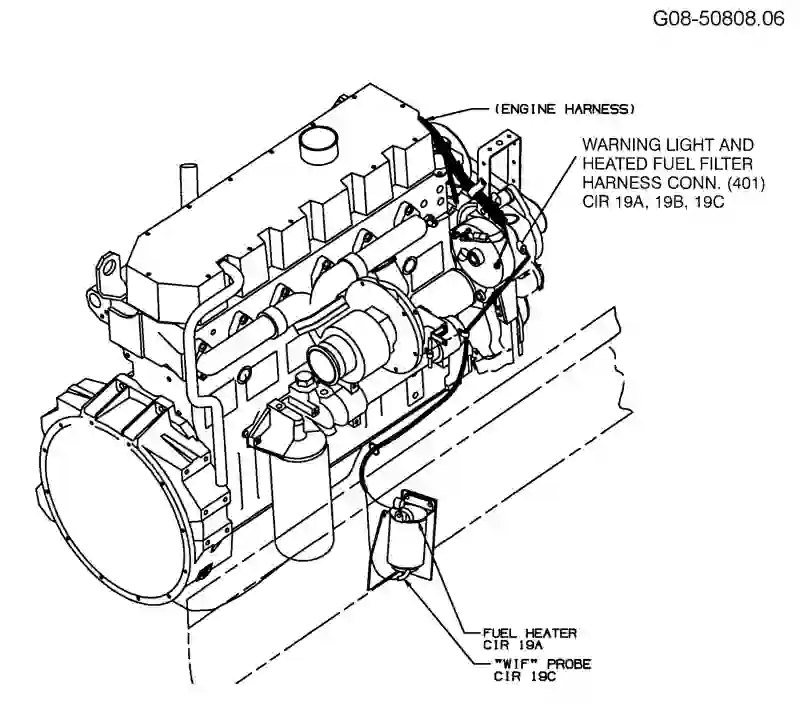 G08-50808.06
(ENGINE HARNESS)
WARNING LIGHT AND
HEATED FUEL FILTER
HARNESS CONN. (401)
CIR 19A, 19B, 19C
FUEL HEATER
CIR 19A
"WIF" PROBE
CIR 19C